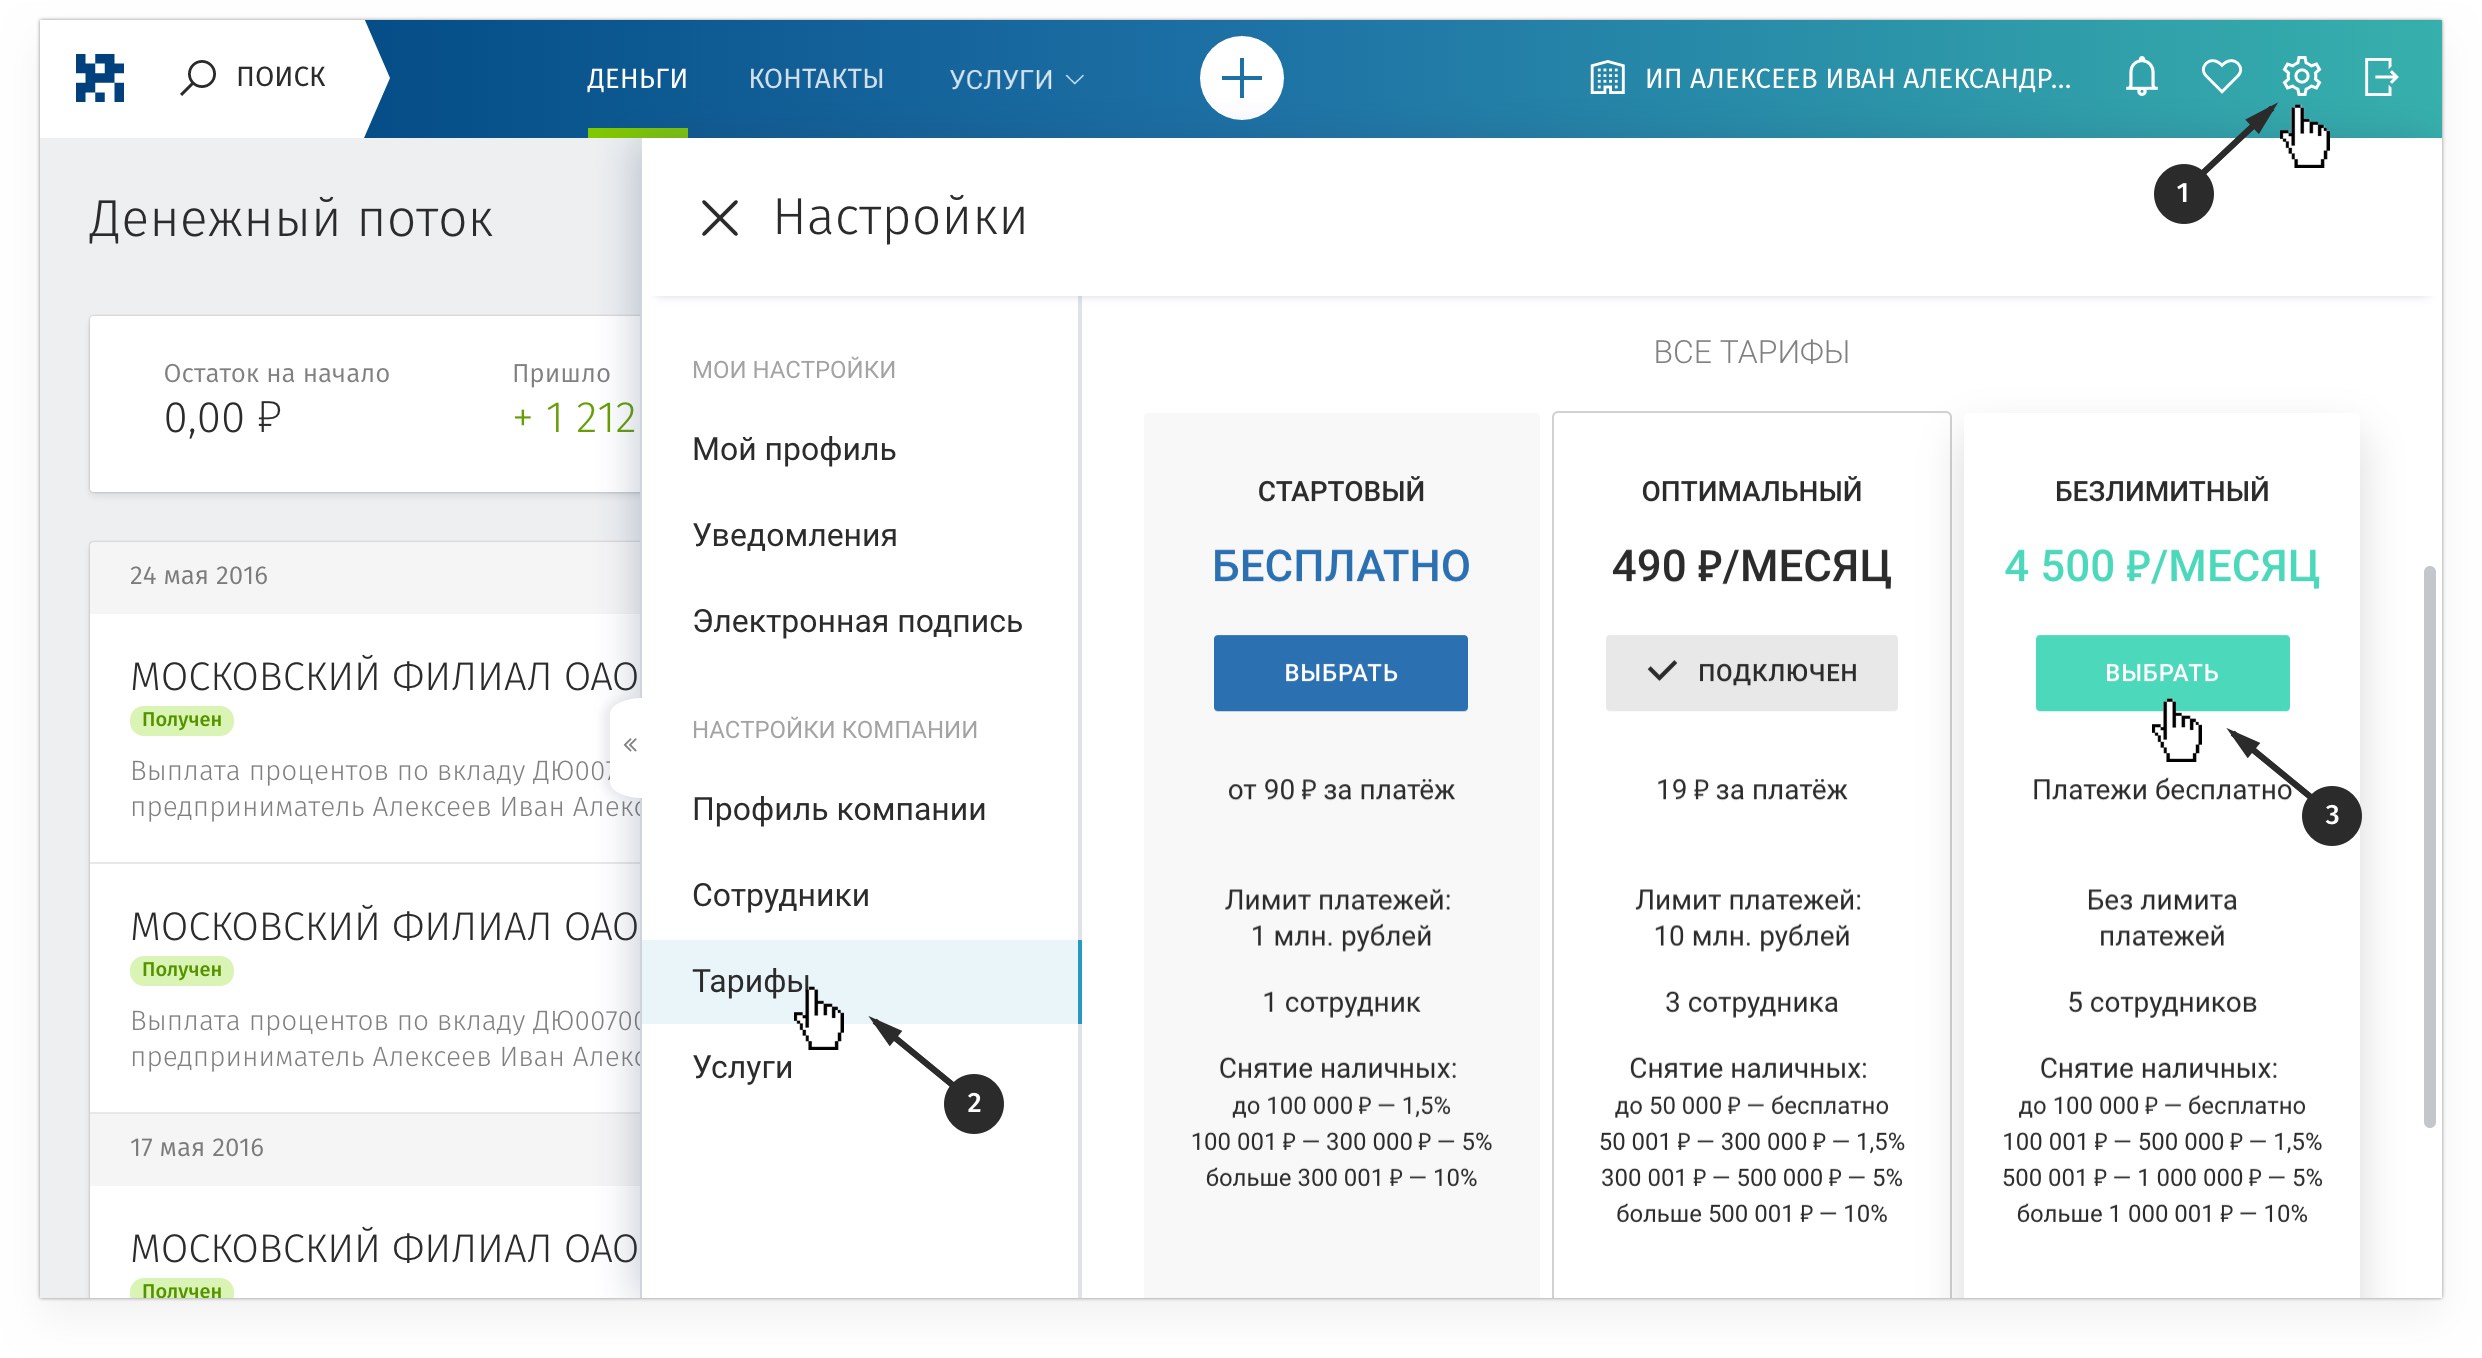 ПОИСК
ДЕНЬГИ
КОНТАКТЫ
УСЛУГИ
ИП АЛЕКСЕЕВ ИВАН АЛЕКСАНДР...
1
Денежный поток
Остаток на начало
0,00 ₽
Пришло
+ 1 212
24 мая 2016
МОСКОВСКИЙ ФИЛИАЛ ОАО
Получен
Выплата процентов по вкладу ДЮ007
предприниматель Алексеев Иван Алекс
МОСКОВСКИЙ ФИЛИАЛ ОАО
Получен
Выплата процентов по вкладу ДЮ00700
предприниматель Алексеев Иван Алекс
17 мая 2016
МОСКОВСКИЙ ФИЛИАЛ ОАО
Получен
«
Настройки
МОИ НАСТРОЙКИ
Мой профиль
Уведомления
Электронная подпись
НАСТРОЙКИ КОМПАНИИ
Профиль компании
Сотрудники
Тарифы
Услуги
2
ВСЕ ТАРИФЫ
СТАРТОВЫЙ
БЕСПЛАТНО
ВЫБРАТЬ
от 90 ₽ за платёж
Лимит платежей:
1 млн. рублей
1 сотрудник
Снятие наличных:
до 100 000 ₽ — 1,5%
100 001 ₽ — 300 000 ₽ — 5%
больше 300 001 ₽ — 10%
ОПТИМАЛЬНЫЙ
490 ₽/МЕСЯЦ
ПОДКЛЮЧЕН
19 ₽ за платёж
Лимит платежей:
10 млн. рублей
3 сотрудника
Снятие наличных:
до 50 000 ₽ — бесплатно
50 001 ₽ — 300 000 ₽ — 1,5%
300 001 ₽ — 500 000 ₽ — 5%
больше 500 001 ₽ — 10%
БЕЗЛИМИТНЫЙ
4 500 ₽/МЕСЯЦ
ВЫБРАТЬ
Платежи бесплатно
3
Без лимита
платежей
5 сотрудников
Снятие наличных:
до 100 000 ₽ — бесплатно
100 001 ₽ — 500 000 ₽ — 1,5%
500 001 ₽ — 1 000 000 ₽ — 5%
больше 1 000 001 ₽ — 10%